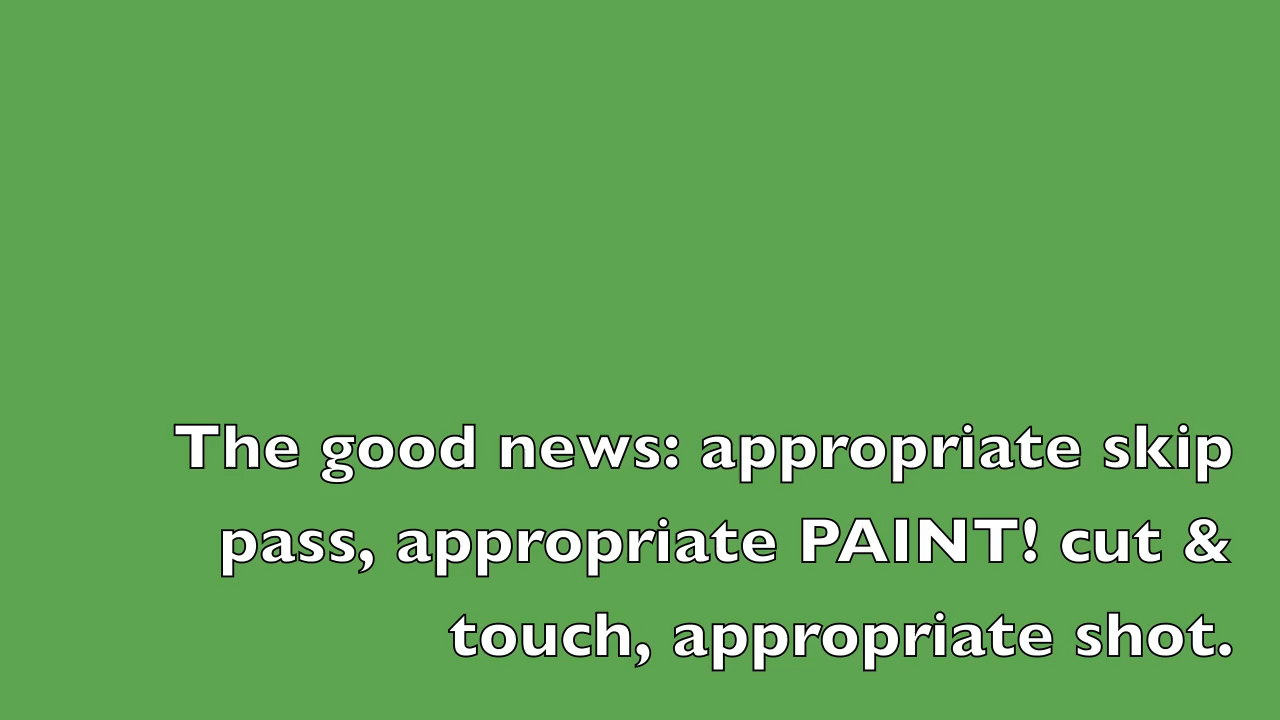 The good news: appropriate skip
pass, appropriate PAINT! cut &
touch, appropriate shot.